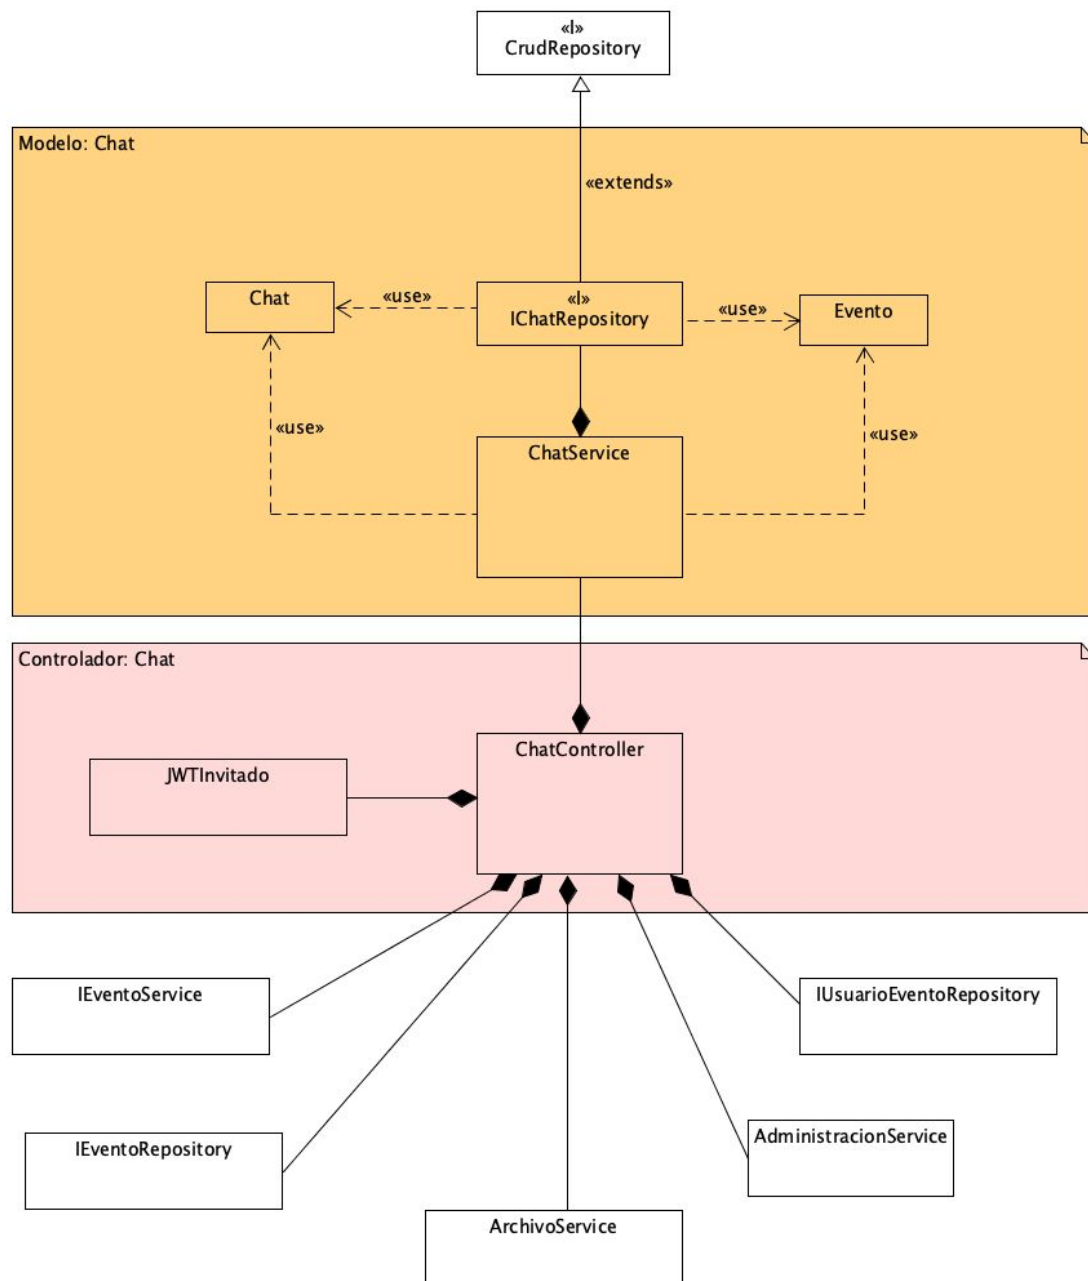 «I»
CrudRepository
Modelo: Chat
«extends»
Chat
«use»
«I»
IChatRepository
«use»
Evento
«use»
ChatService
«use»
Controlador: Chat
ChatController
JWTInvitado
IEventoService
IUsuarioEventoRepository
IEventoRepository
AdministracionService
ArchivoService